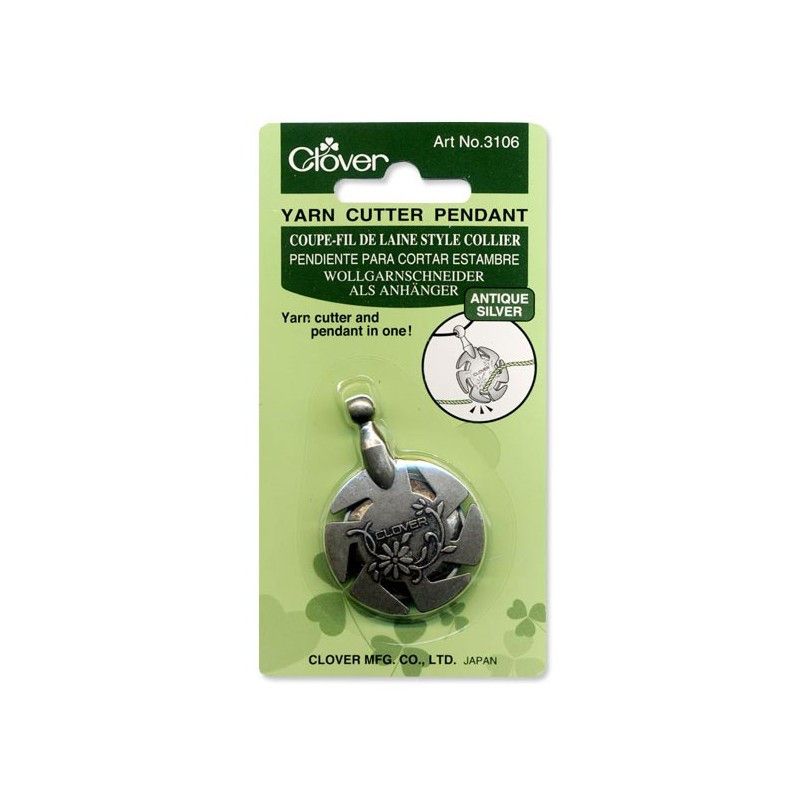 Clover
Art No.3106
YARN CUTTER PENDANT
COUPE-FIL DE LAINE STYLE COLLIER
PENDIENTE PARA CORTAR ESTAMBRE
WOLLGARNSCHNEIDER
ALS ANHÄNGER
ANTIQUE
SILVER
Yarn cutter and
pendant in one!
CLOVER
CLOVER
CLOVER MFG. CO., LTD. JAPAN